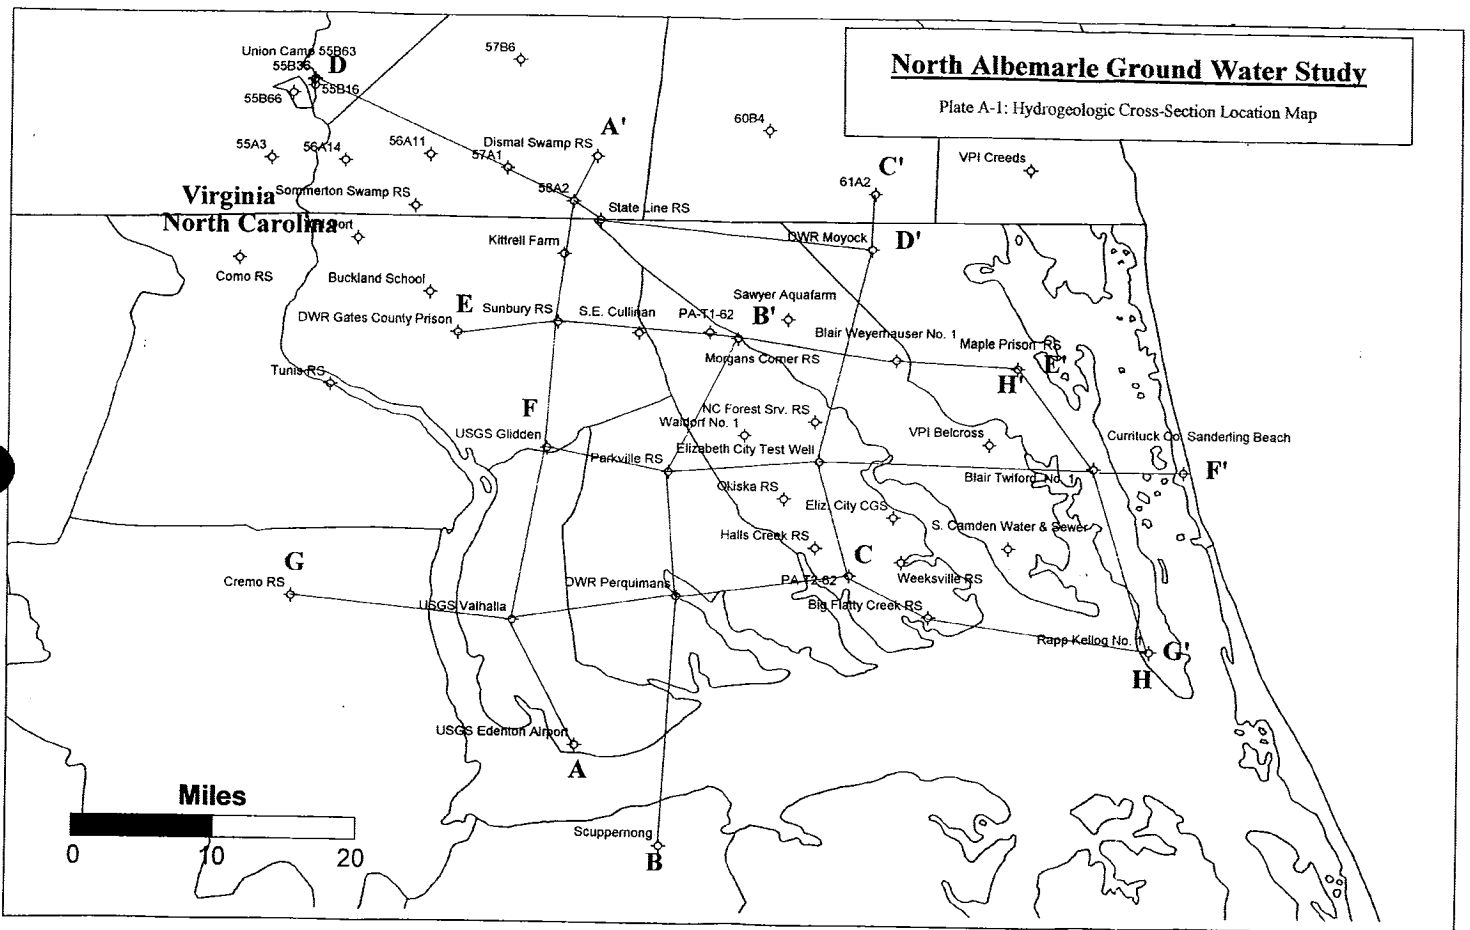 North Albemarle Ground Water Study
Plate A-1: Hydrogeologic Cross-Section Location Map
Union Camp 55B63
55B36
D
55B16
55B66
57B6
60B4
A'
Dismal Swamp RS
55A3
56A14
56A11
57A1
58A2
VPI Creeds
C'
61A2
Virginia
Sommerton Swamp RS
State Line RS
North Carolina
Como RS
Kittrell Farm
DWR Moyock
D'
Buckland School
E
DWR Gates County Prison
Sunbury RS
S.E. Cullinan
PA-T1-62
B'
Sawyer Aquafarm
Blair Weyerhauser No. 1
Morgans Corner RS
Maple Prison RS
E'
H'
Tunis RS
F
USGS Glidden
NC Forest Srv. RS
Waldorf No. 1
Parkville RS
Elizabeth City Test Well
VPI Belcross
Currituck Co. Sanderling Beach
F'
Blair Twiford No. 1
Okiska RS
Eliz. City CGS
S. Camden Water & Sewer
Halls Creek RS
C
G
Cremo RS
DWR Perquimans
PA-T2-62
Weeksville RS
USGS Valhalla
Big Flatty Creek RS
Rapp Kellog No. 1
G'
H
USGS Edenton Airport
A
Miles
0 10 20
Scuppernong
B